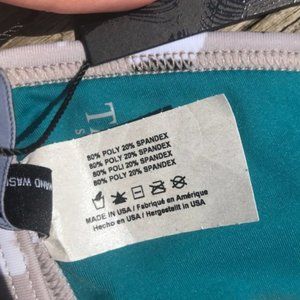 80% POLY 20% SPANDEX
80% POLY 20% SPANDEX
80% POLI 20% SPANDEX
80% POLY 20% SPANDEX
MADE IN USA / Fabriqué en Amérique
Hecho en USA / Hergestellt in USA
HAND WASH